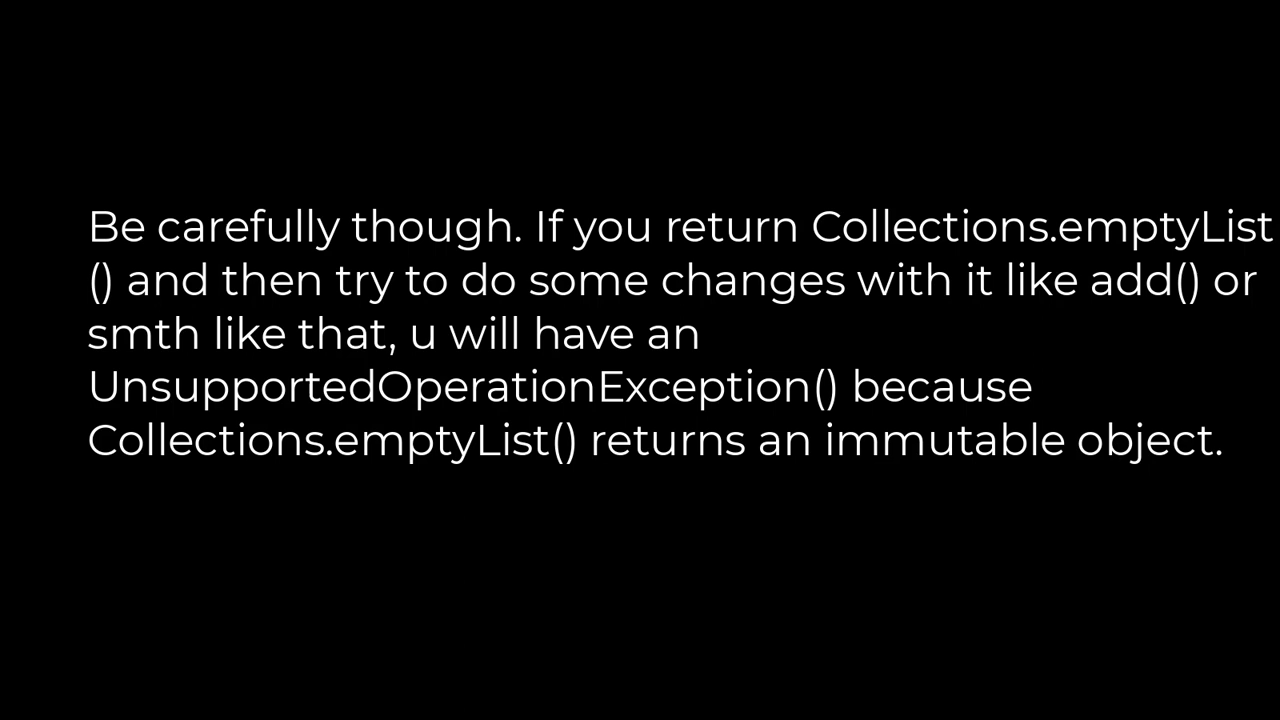 Be carefully though. If you return Collections.emptyList
() and then try to do some changes with it like add() or
smth like that, u will have an
UnsupportedOperationException() because
Collections.emptyList() returns an immutable object.